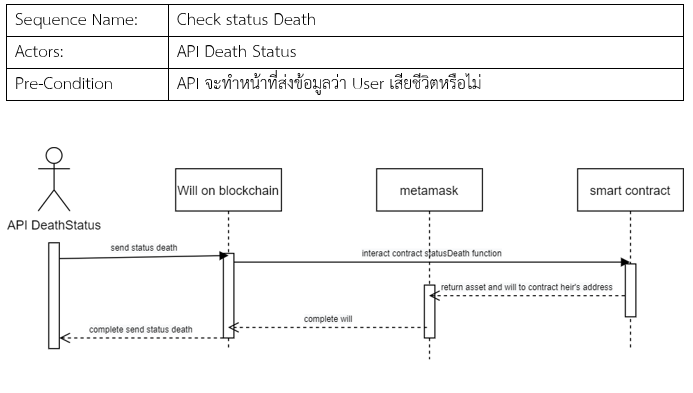 Sequence Name: Check status Death
Actors: API Death Status
Pre-Condition API จะทำหน้าที่ส่งข้อมูลว่า User เสียชีวิตหรือไม่
Will on blockchain
metamask
smart contract
API DeathStatus
send status death
interact contract statusDeath function
return asset and will to contract heir's address
complete will
complete send status death